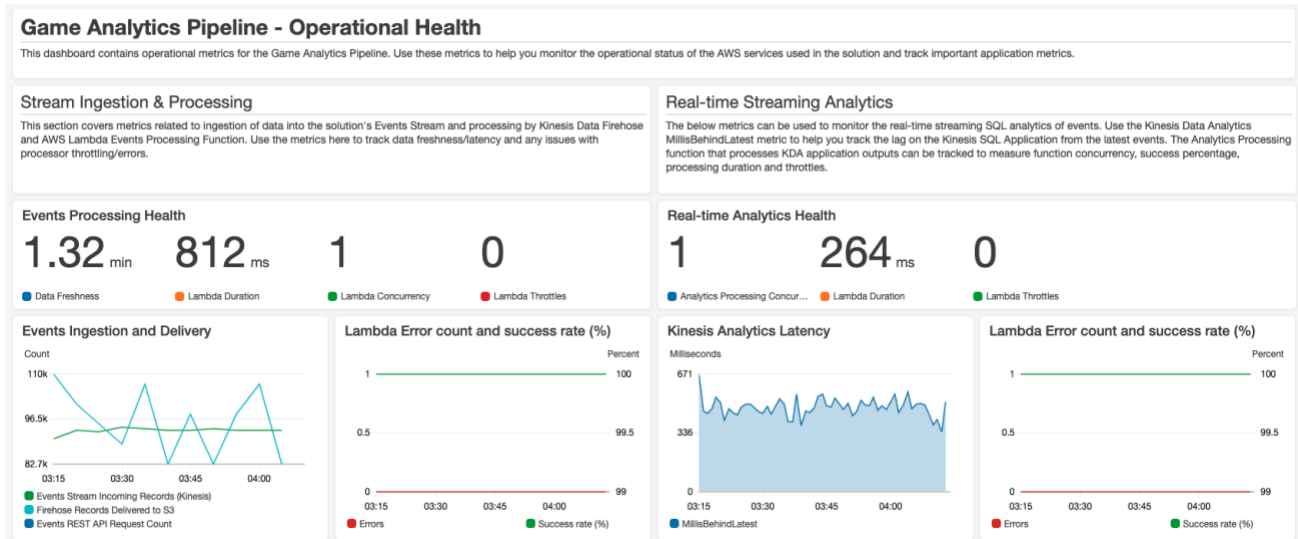 Game Analytics Pipeline - Operational Health
This dashboard contains operational metrics for the Game Analytics Pipeline. Use these metrics to help you monitor the operational status of the AWS services used in the solution and track important application metrics.
Stream Ingestion & Processing
This section covers metrics related to ingestion of data into the solution's Events Stream and processing by Kinesis Data Firehose
and AWS Lambda Events Processing Function. Use the metrics here to track data freshness/latency and any issues with
processor throttling/errors.
Real-time Streaming Analytics
The below metrics can be used to monitor the real-time streaming SQL analytics of events. Use the Kinesis Data Analytics
MillisBehindLatest metric to help you track the lag on the Kinesis SQL Application from the latest events. The Analytics Processing
function that processes KDA application outputs can be tracked to measure function concurrency, success percentage,
processing duration and throttles.
Events Processing Health
1.32 min 812 ms 1 0
Data Freshness Lambda Duration Lambda Concurrency Lambda Throttles
Real-time Analytics Health
1 264 ms 0
Analytics Processing Concur... Lambda Duration Lambda Throttles
Events Ingestion and Delivery
Count
110k
96.5k
82.7k
03:15 03:30 03:45 04:00
Events Stream Incoming Records (Kinesis)
Firehose Records Delivered to S3
Events REST API Request Count
Lambda Error count and success rate (%)
Percent
1 100
0.5 99.5
0 99
03:15 03:30 03:45 04:00
Errors Success rate (%)
Kinesis Analytics Latency
Milliseconds
671
336
0
03:15 03:30 03:45 04:00
MillisBehindLatest
Lambda Error count and success rate (%)
Percent
1 100
0.5 99.5
0 99
03:15 03:30 03:45 04:00
Errors Success rate (%)